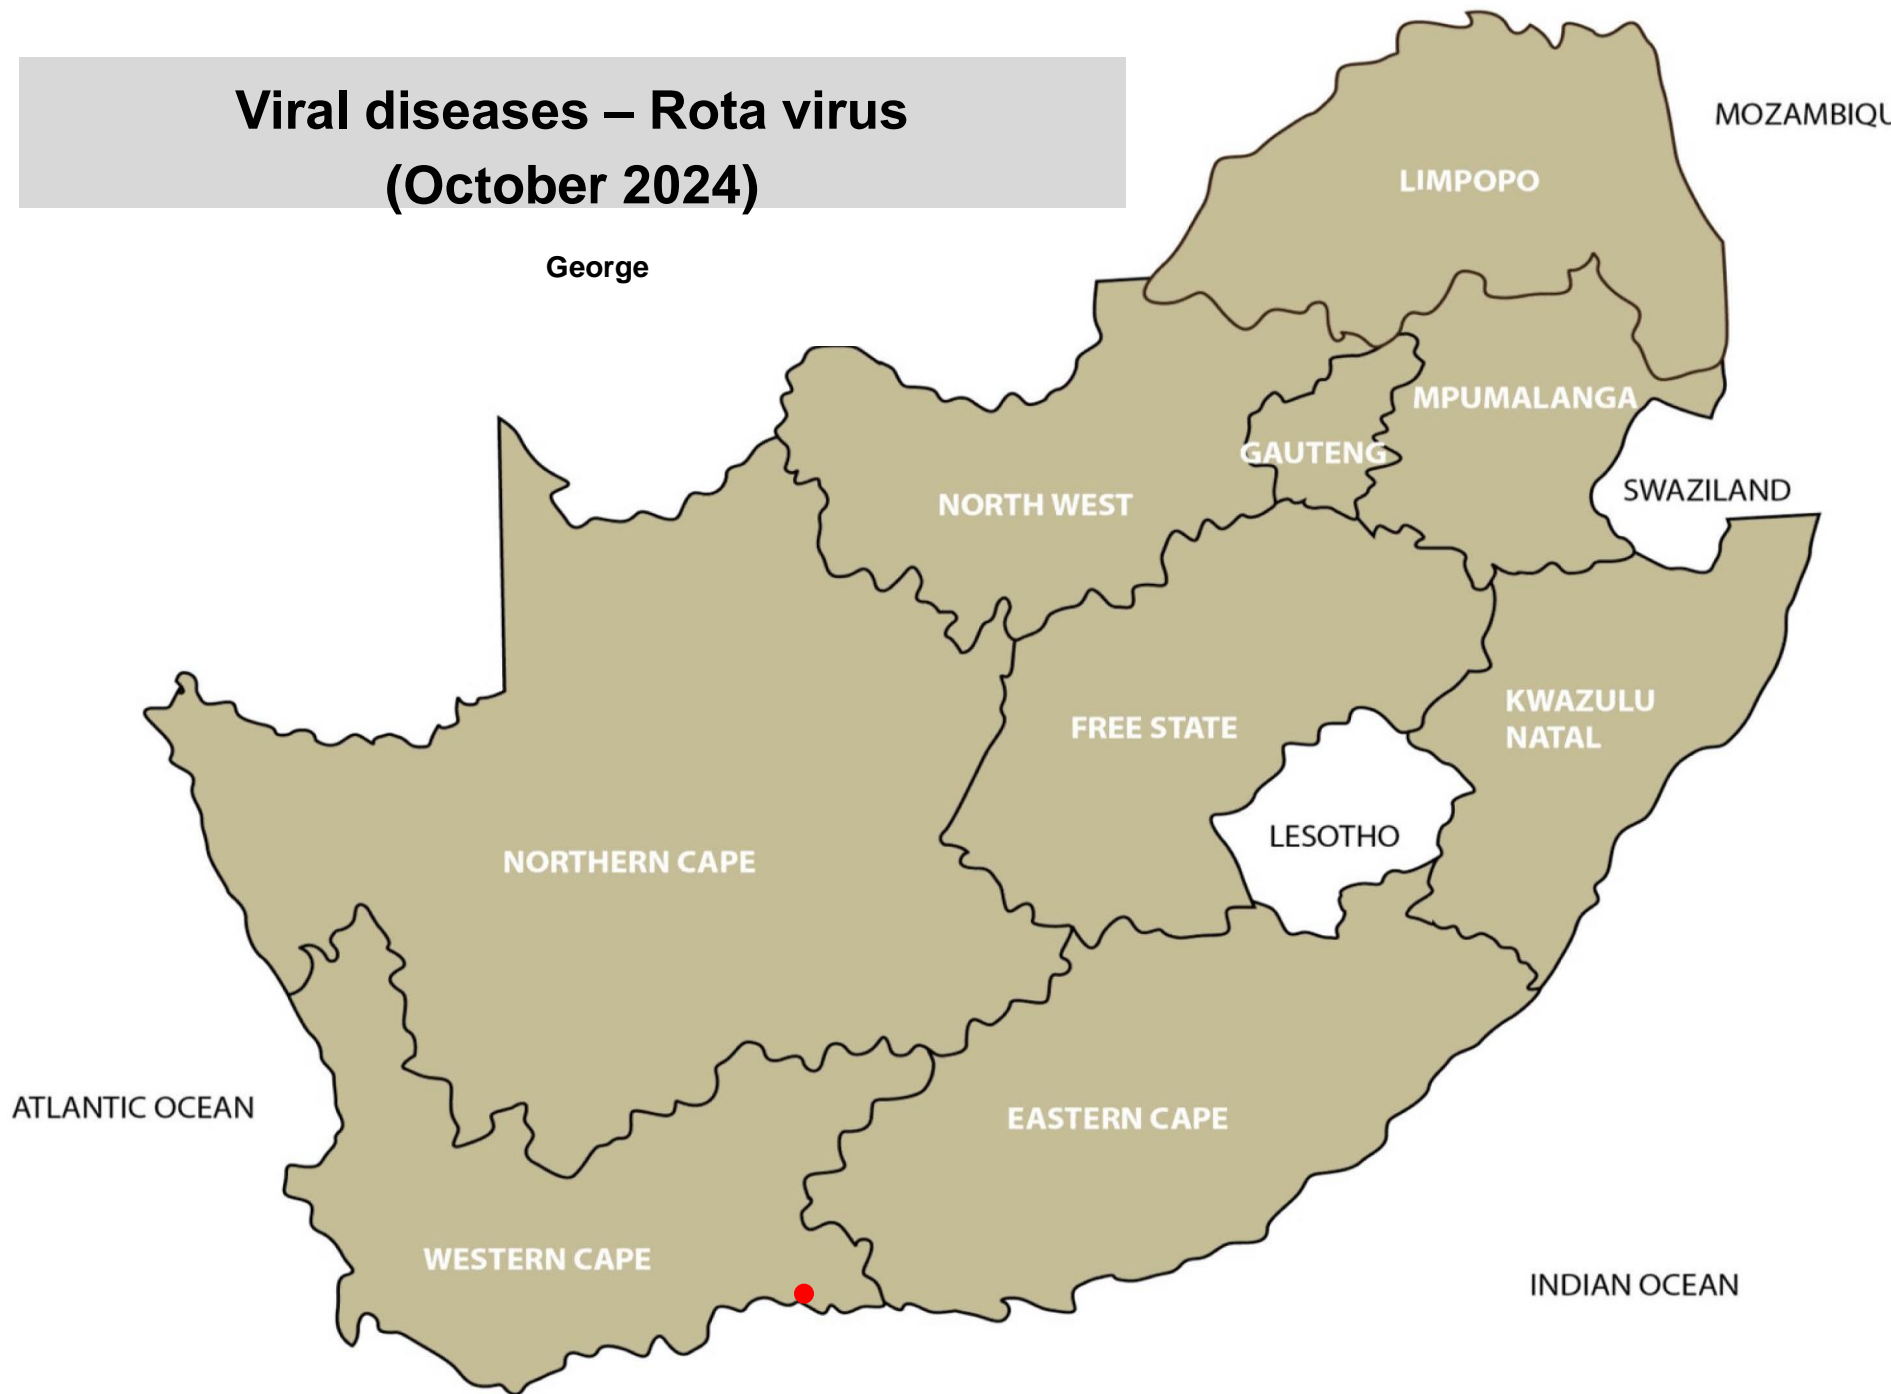 Viral diseases – Rota virus
(October 2024)
George
MOZAMBIQU
LIMPOPO
MPUMALANGA
GAUTENG
SWAZILAND
NORTH WEST
KWAZULU
NATAL
FREE STATE
LESOTHO
NORTHERN CAPE
ATLANTIC OCEAN
EASTERN CAPE
WESTERN CAPE
INDIAN OCEAN